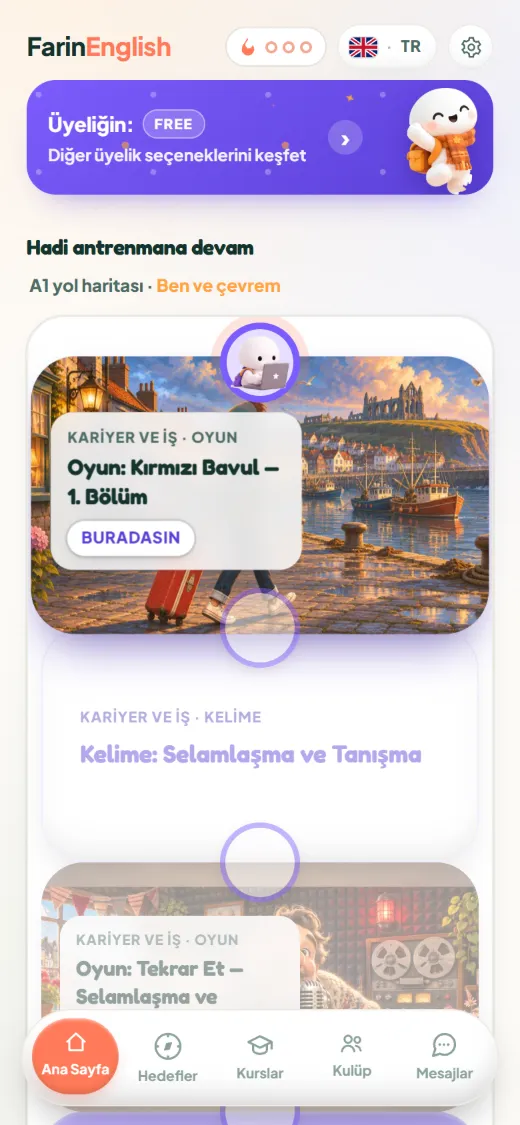 FarinEnglish
· TR
Üyeliğin: FREE
Diğer üyelik seçeneklerini keşfet
Hadi antrenmana devam
A1 yol haritası · Ben ve çevrem
KARİYER VE İŞ · OYUN
Oyun: Kırmızı Bavul —
1. Bölüm
BURADASIN
KARİYER VE İŞ · KELİME
Kelime: Selamlaşma ve Tanışma
KARİYER VE İŞ · OYUN
Oyun: Tekrar Et —
Selamlaşma ve
Ana Sayfa
Hedefler
Kurslar
Kulüp
Mesajlar